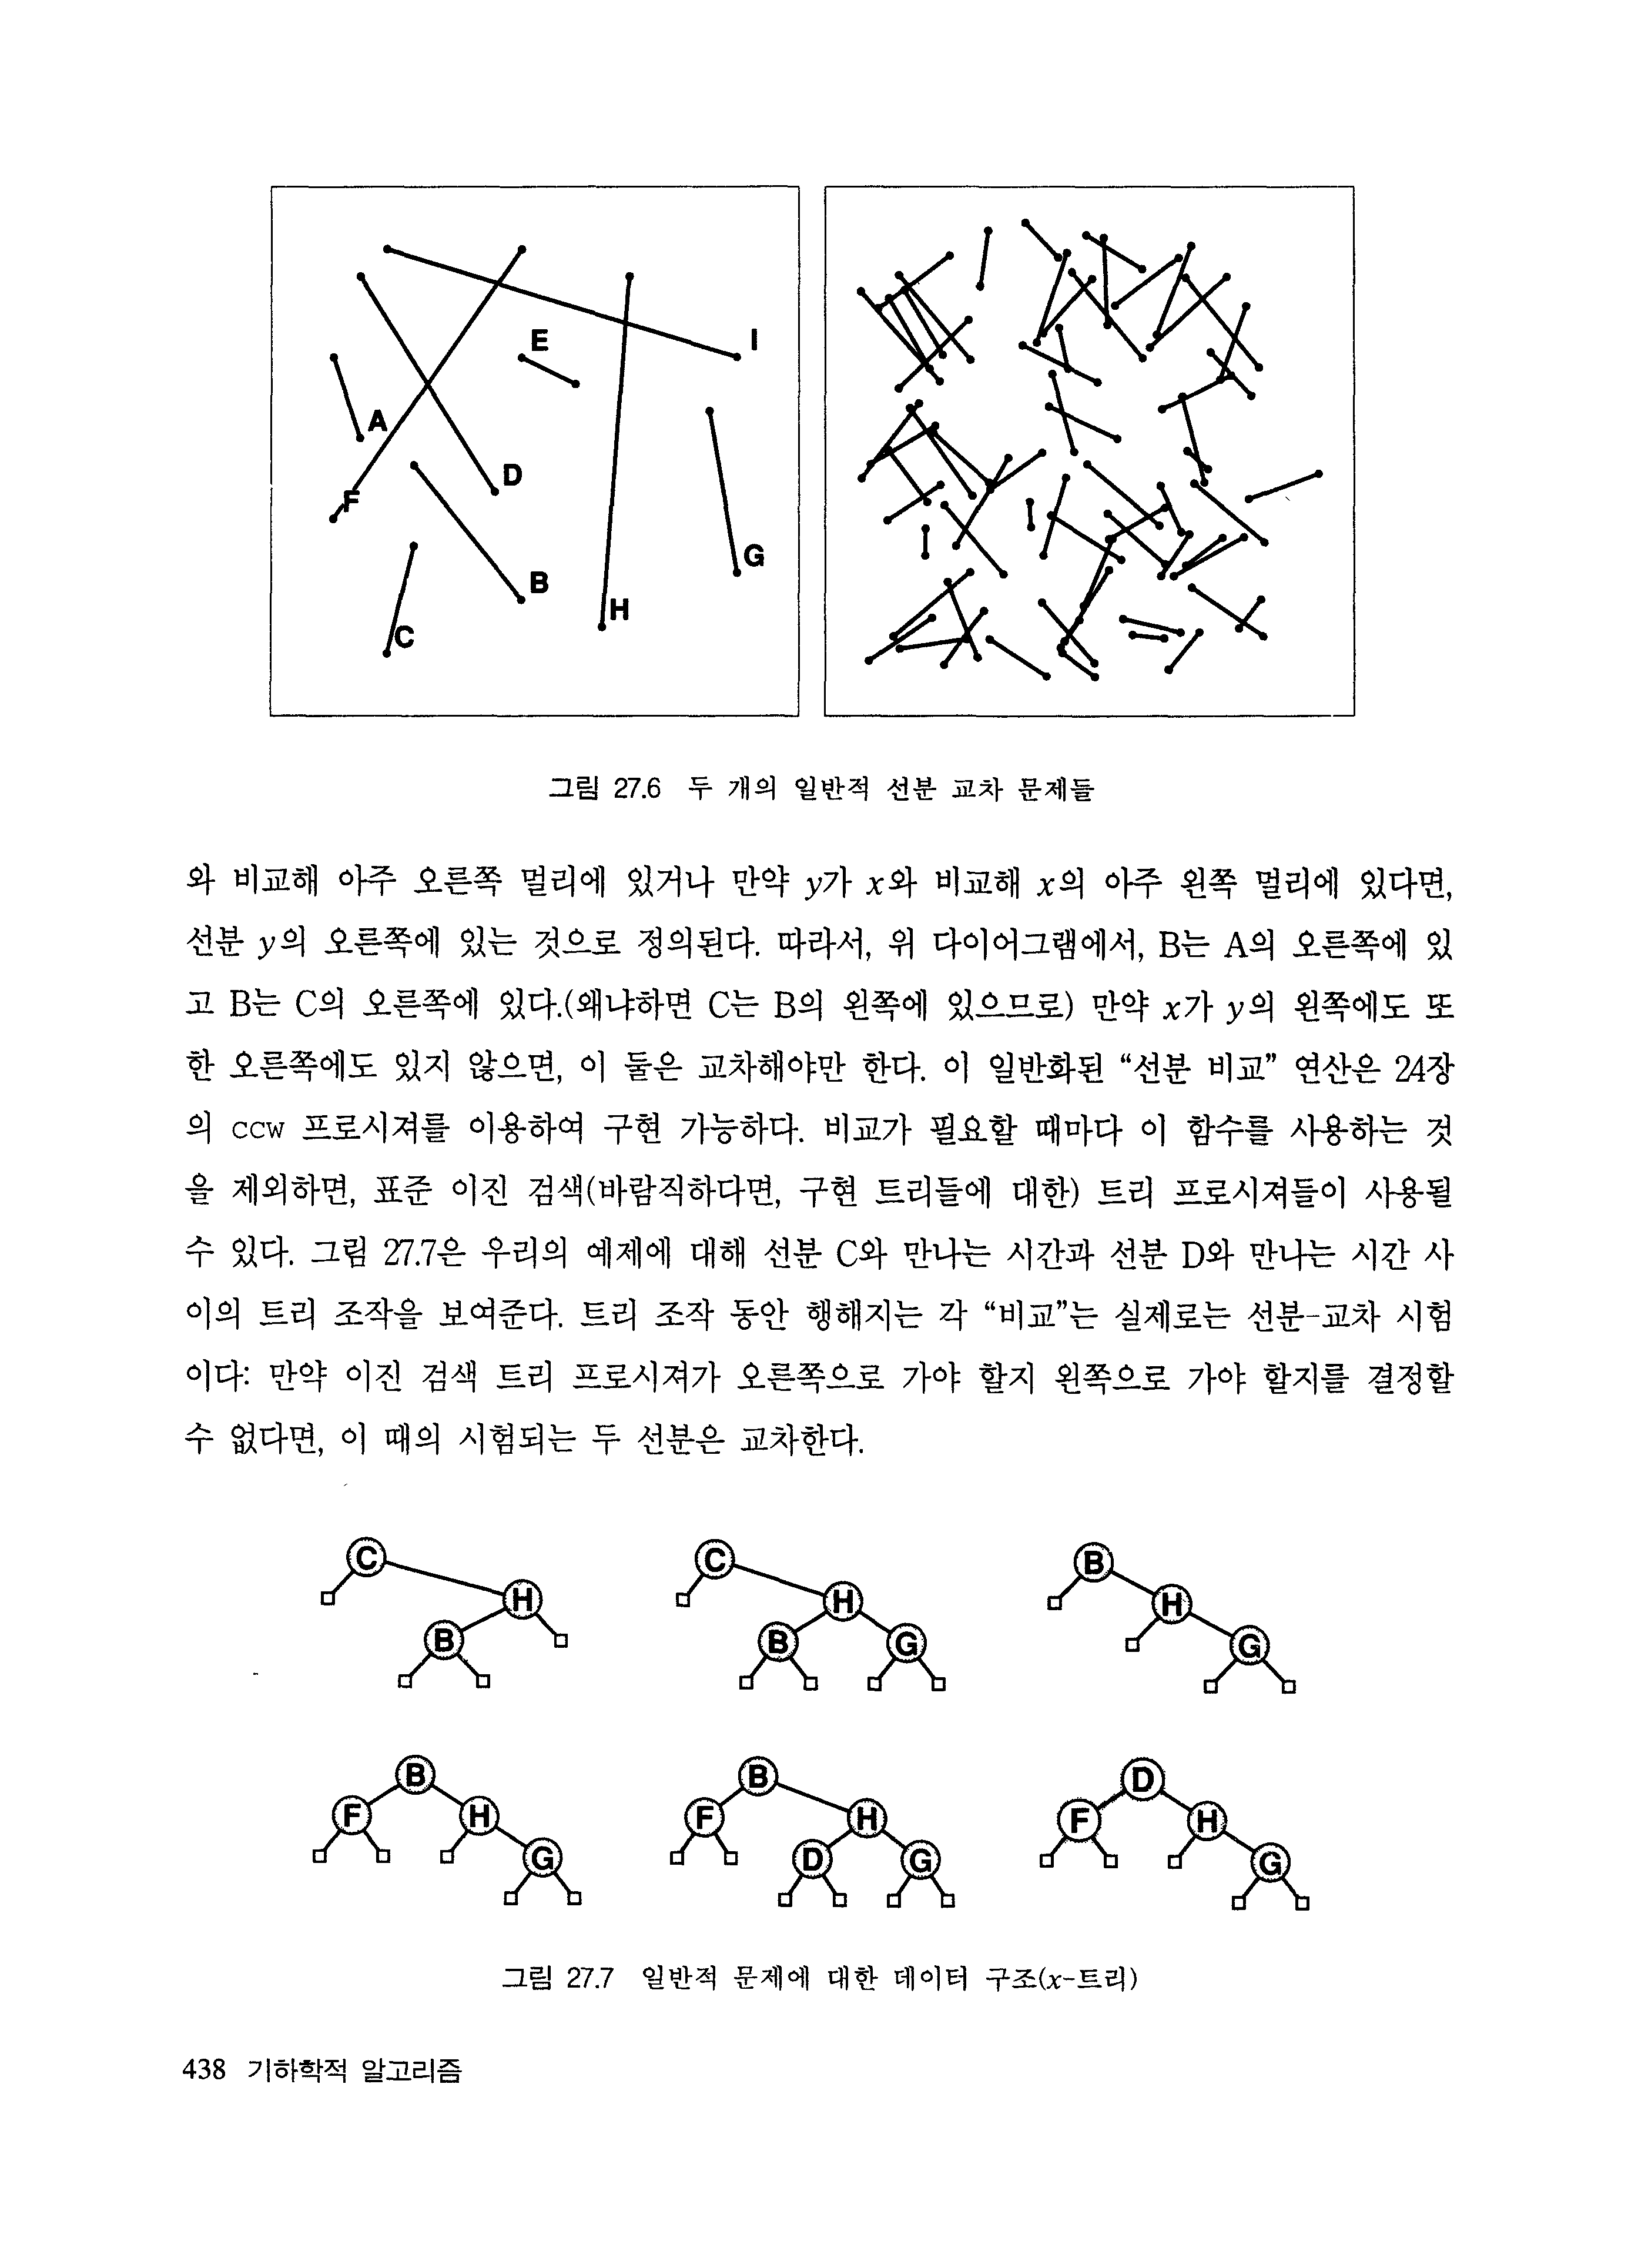 E
I
A
D
F
G
B
H
C
그림 27.6 두 개의 일반적 선분 교차 문제들
와 비교해 아주 오른쪽 멀리에 있거나 만약 y가 x와 비교해 x의 아주 왼쪽 멀리에 있다면,
선분 y의 오른쪽에 있는 것으로 정의된다. 따라서, 위 다이어그램에서, B는 A의 오른쪽에 있
고 B는 C의 오른쪽에 있다.(왜냐하면 C는 B의 왼쪽에 있으므로) 만약 x가 y의 왼쪽에도 또
한 오른쪽에도 있지 않으면, 이 둘은 교차해야만 한다. 이 일반화된 “선분 비교” 연산은 24장
의 ccw 프로시져를 이용하여 구현 가능하다. 비교가 필요할 때마다 이 함수를 사용하는 것
을 제외하면, 표준 이진 검색(바람직하다면, 구현 트리들에 대한) 트리 프로시져들이 사용될
수 있다. 그림 27.7은 우리의 예제에 대해 선분 C와 만나는 시간과 선분 D와 만나는 시간 사
이의 트리 조작을 보여준다. 트리 조작 동안 행해지는 각 “비교”는 실제로는 선분-교차 시험
이다: 만약 이진 검색 트리 프로시져가 오른쪽으로 가야 할지 왼쪽으로 가야 할지를 결정할
수 없다면, 이 때의 시험되는 두 선분은 교차한다.
C C B
H H H
B B G G
B B D
F H F H F H
G D G G
그림 27.7 일반적 문제에 대한 데이터 구조(x-트리)
438 기하학적 알고리즘